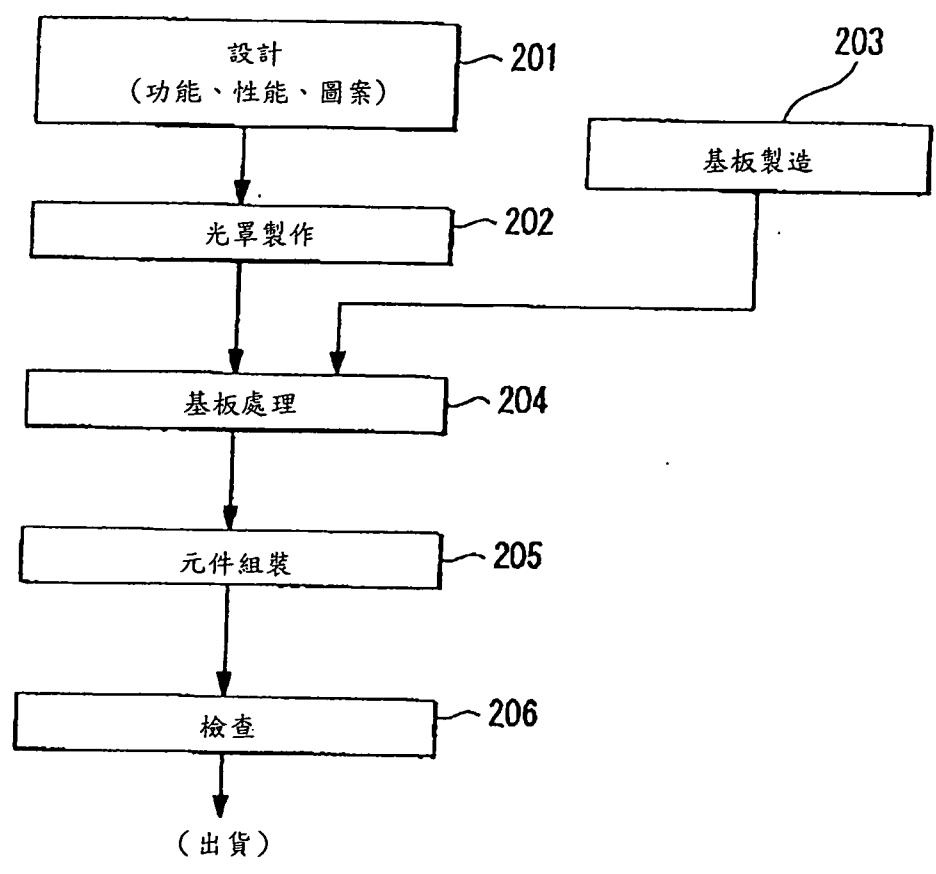 設計
(功能、性能、圖案)
201
203
基板製造
光罩製作
202
基板處理
204
元件組裝
205
檢查
206
(出貨)